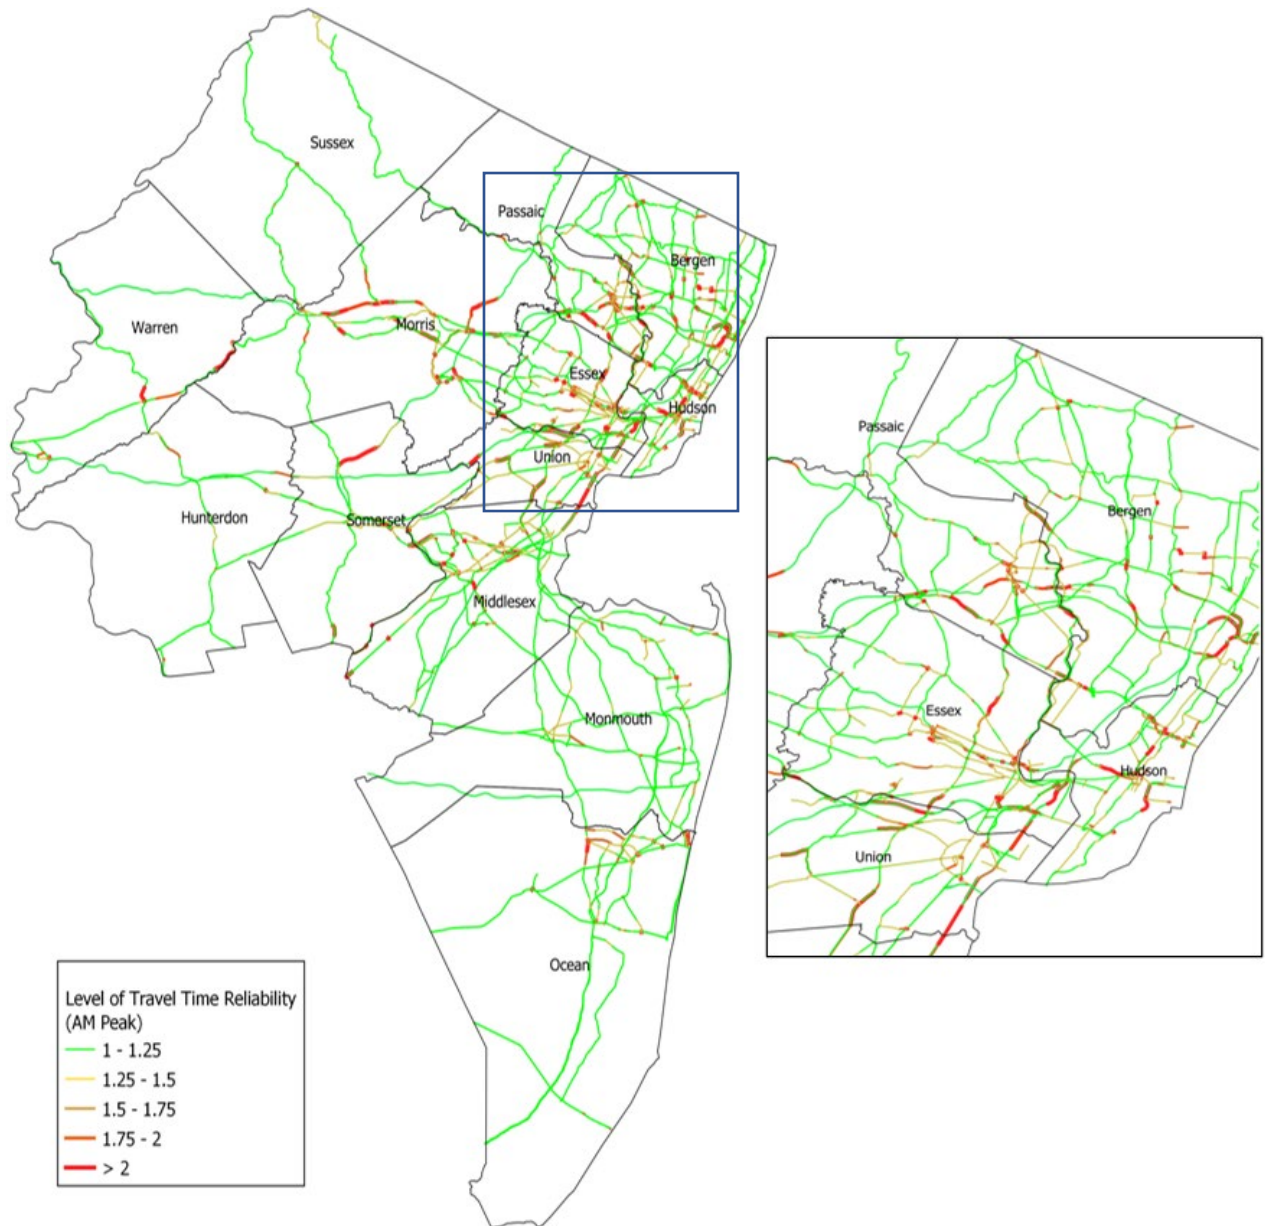 Sussex
Passaic
Bergen
Warren
Morris
Essex
Hudson
Union
Hunterdon
Somerset
Middlesex
Monmouth
Ocean
Passaic
Bergen
Essex
Hudson
Union
Level of Travel Time Reliability
(AM Peak)
1 - 1.25
1.25 - 1.5
1.5 - 1.75
1.75 - 2
> 2